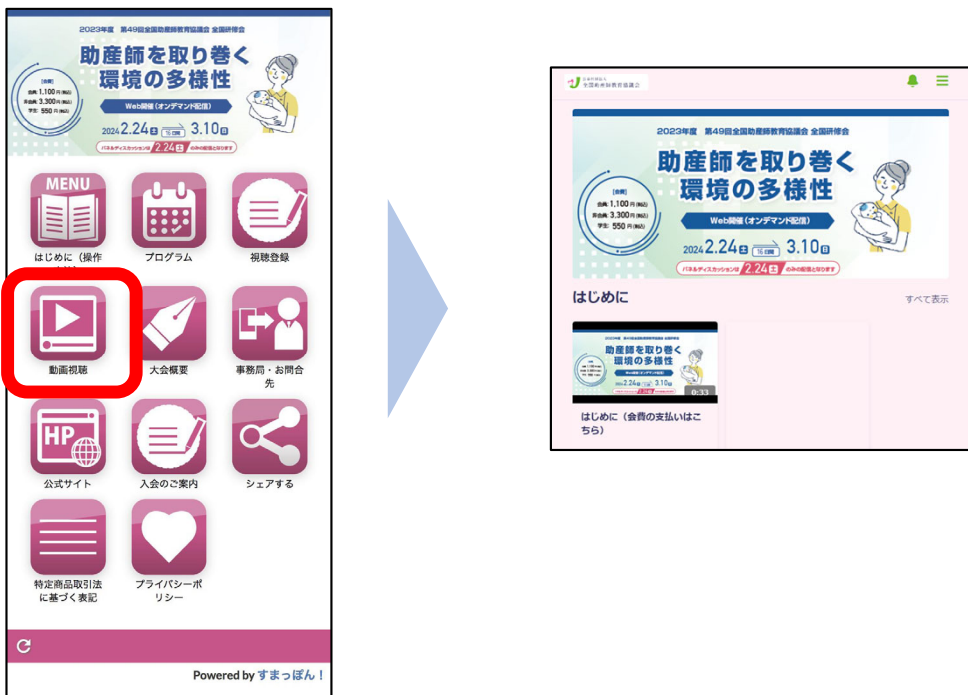 2023年度 第49回全国助産師教育協議会 全国研修会
助産師を取り巻く
環境の多様性
[会費]
会員: 1,100円(税込)
非会員: 3,300円(税込)
学生: 550円(税込)
Web開催(オンデマンド配信)
2024 2.24土 16日間 3.10日
パネルディスカッションは 2.24土 のみの配信となります
MENU
はじめに（操作
プログラム
視聴登録
動画視聴
大会概要
事務局・お問合
先
HP
公式サイト
入会のご案内
シェアする
特定商品取引法
に基づく表記
プライバシーポ
リシー
Powered by すまっぽん！
全国助産師教育協議会
2023年度 第49回全国助産師教育協議会 全国研修会
助産師を取り巻く
環境の多様性
[会費]
会員: 1,100円(税込)
非会員: 3,300円(税込)
学生: 550円(税込)
Web開催(オンデマンド配信)
2024 2.24土 16日間 3.10日
パネルディスカッションは 2.24土 のみの配信となります
はじめに
すべて表示
助産師を取り巻く
環境の多様性
2.24 3.10
0:33
はじめに（会費の支払いはこ
ちら）